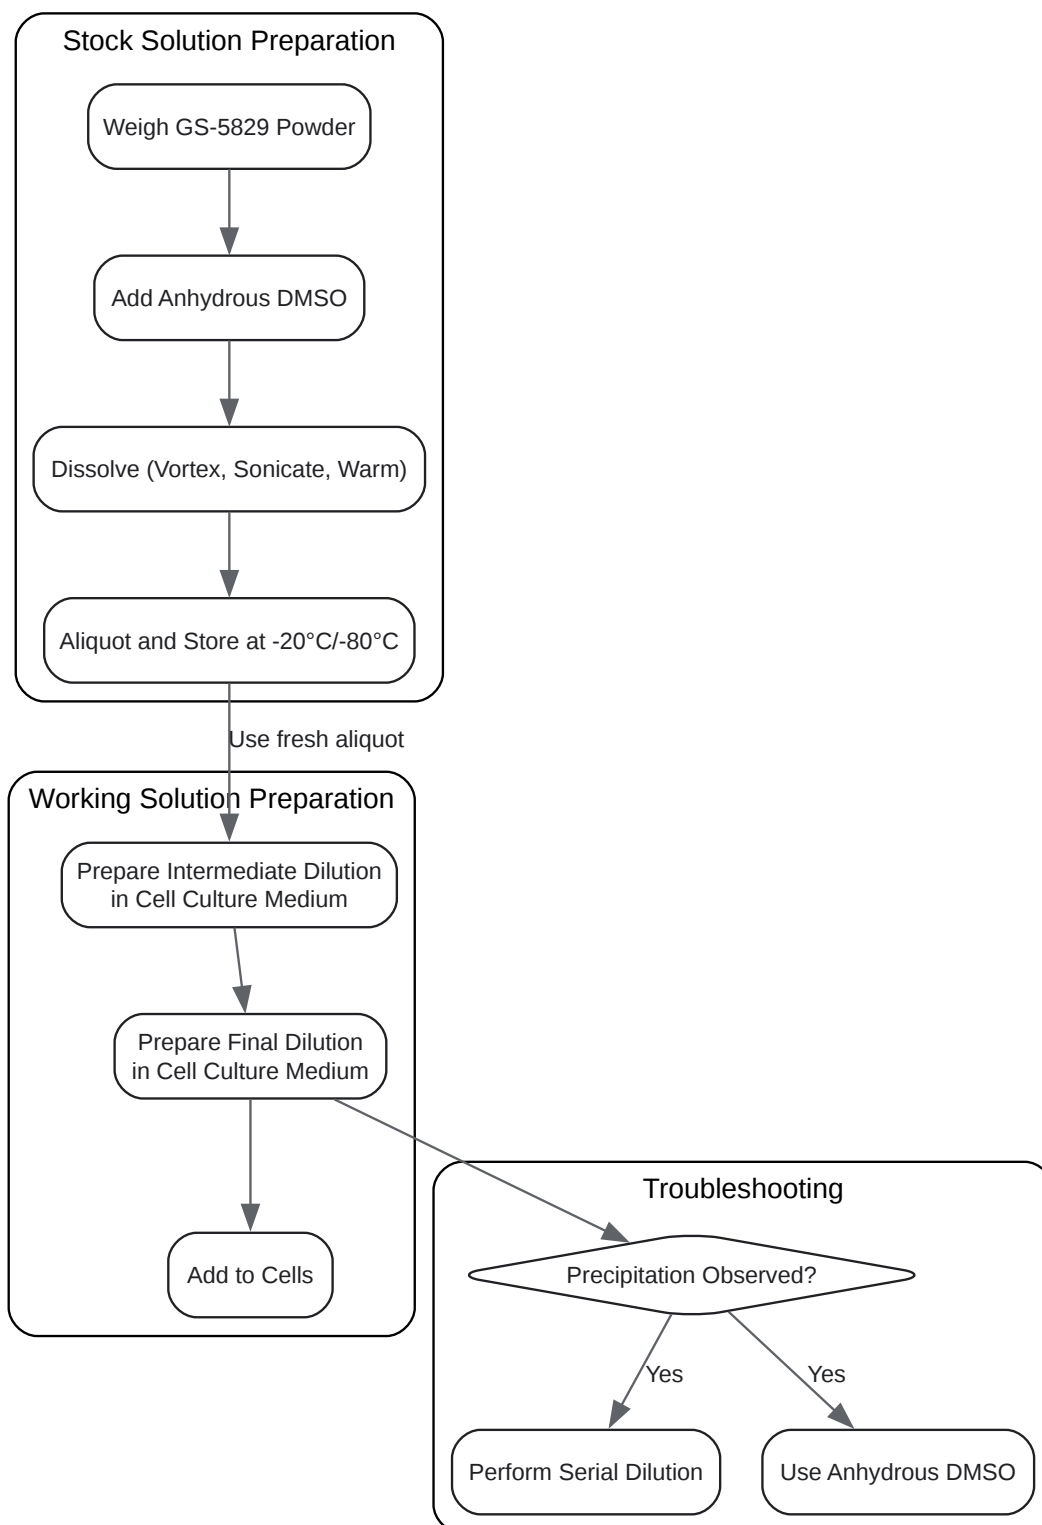 Stock Solution Preparation
Weigh GS-5829 Powder
Add Anhydrous DMSO
Dissolve (Vortex, Sonicate, Warm)
Aliquot and Store at -20°C/-80°C
Use fresh aliquot
Working Solution Preparation
Prepare Intermediate Dilution
in Cell Culture Medium
Prepare Final Dilution
in Cell Culture Medium
Add to Cells
Troubleshooting
Precipitation Observed?
Yes
Yes
Perform Serial Dilution
Use Anhydrous DMSO